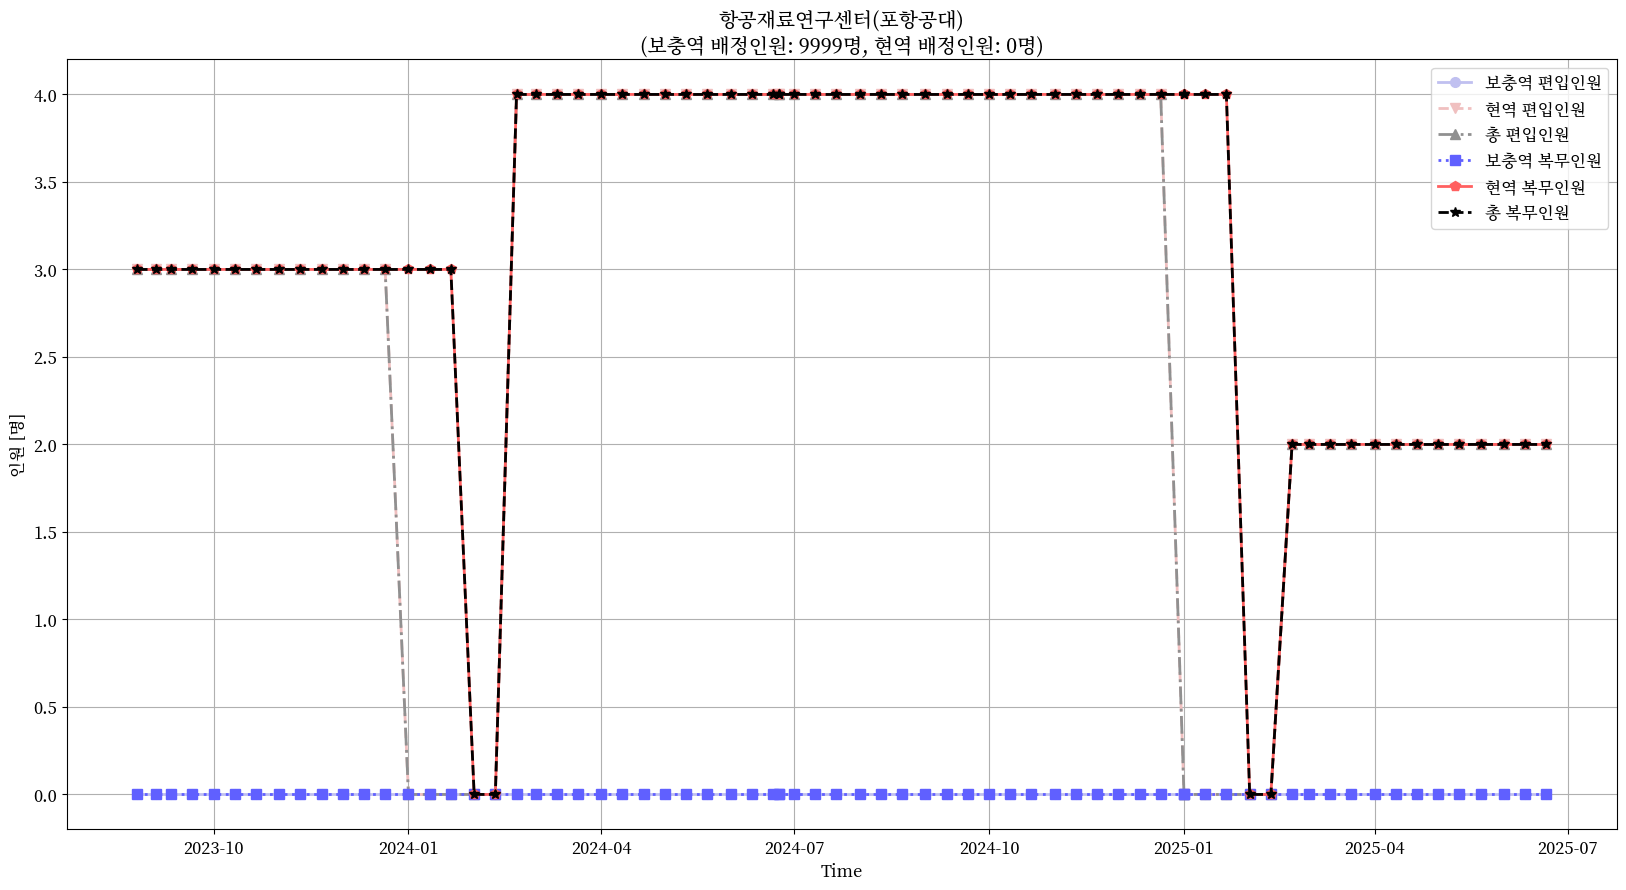 항공재료연구센터(포항공대)
(보충역 배정인원: 9999명, 현역 배정인원: 0명)
보충역 편입인원
현역 편입인원
총 편입인원
보충역 복무인원
현역 복무인원
총 복무인원
인원 [명]
4.0
3.5
3.0
2.5
2.0
1.5
1.0
0.5
0.0
2023-10
2024-01
2024-04
2024-07
2024-10
2025-01
2025-04
2025-07
Time